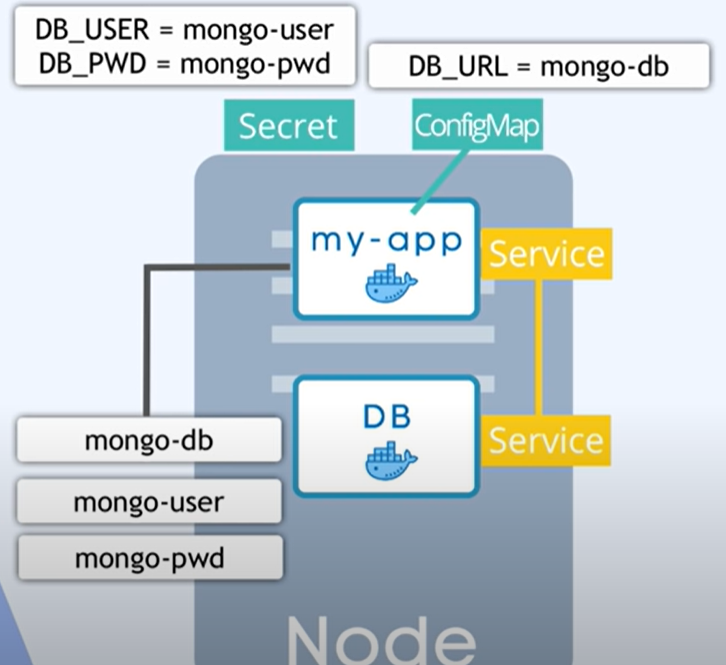 DB_USER = mongo-user
DB_PWD = mongo-pwd
DB_URL = mongo-db
Secret
ConfigMap
my-app
Service
DB
Service
mongo-db
mongo-user
mongo-pwd
Node